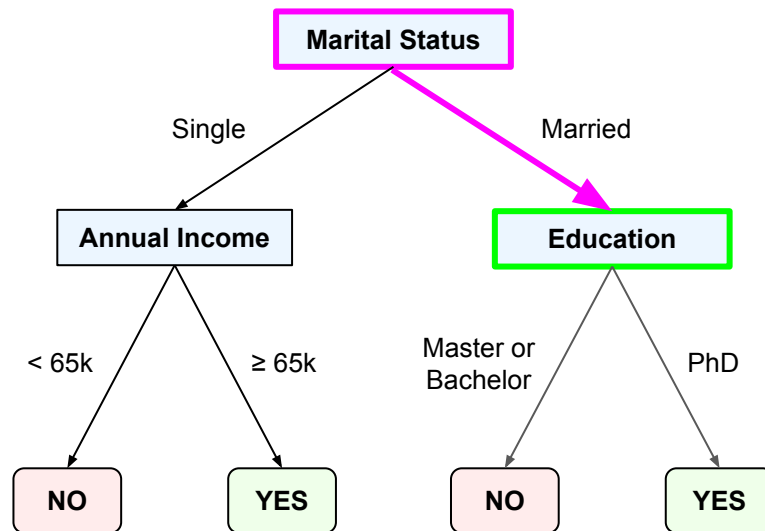 Marital Status
Single
Married
Annual Income
Education
< 65k
≥ 65k
Master or
Bachelor
PhD
NO
YES
NO
YES